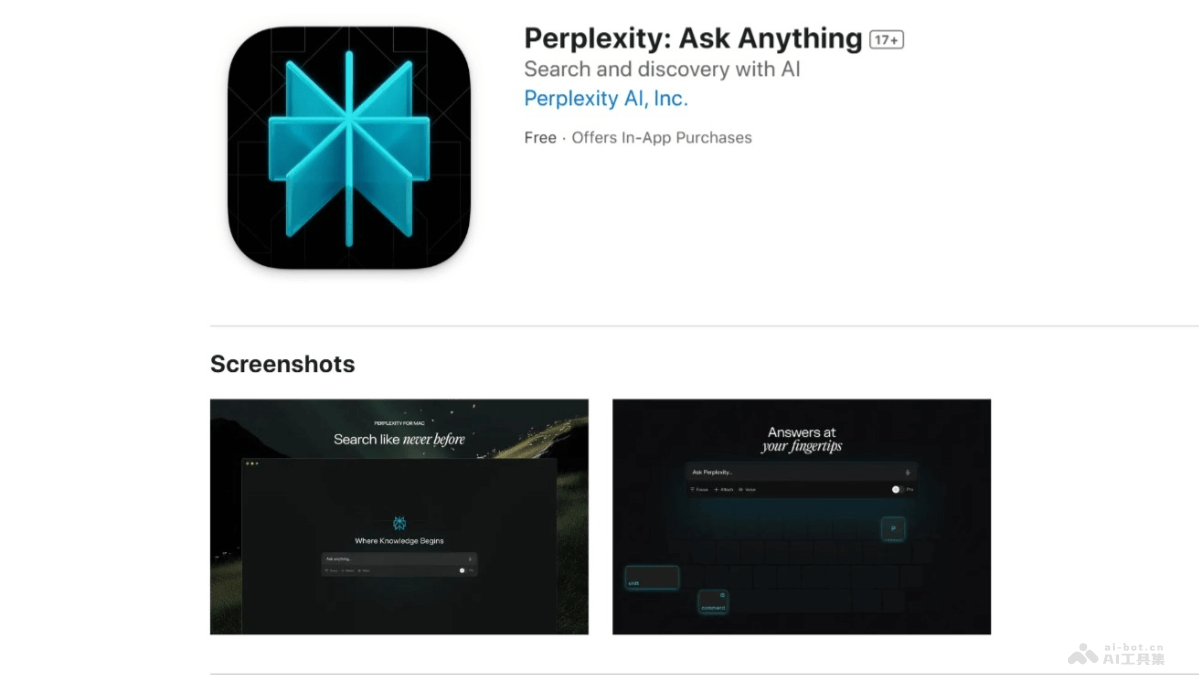 Perplexity: Ask Anything 17+
Search and discovery with AI
Perplexity AI, Inc.
Free · Offers In-App Purchases
Screenshots
PERPLEXITY FOR MAC
Search like never before
Where Knowledge Begins
Ask anything...
Answers at
your fingertips
Ask Perplexity...
Focus + Attach Voice Pro
P
shift
command
ai-bot.cn
AI工具集